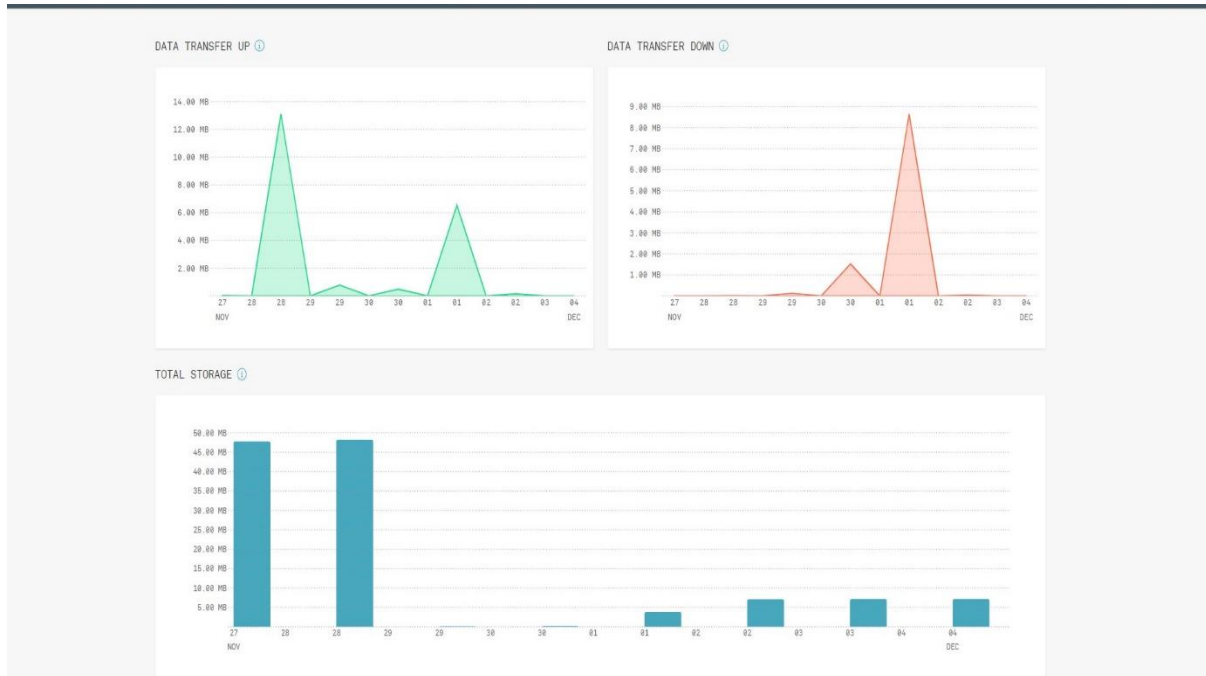 DATA TRANSFER UP
DATA TRANSFER DOWN
14.00 MB
12.00 MB
10.00 MB
8.00 MB
6.00 MB
4.00 MB
2.00 MB
27 28 28 29 29 30 30 01 01 02 02 03 04
NOV DEC
9.00 MB
8.00 MB
7.00 MB
6.00 MB
5.00 MB
4.00 MB
3.00 MB
2.00 MB
1.00 MB
27 28 28 29 29 30 30 01 01 02 02 03 04
NOV DEC
TOTAL STORAGE
50.00 MB
45.00 MB
40.00 MB
35.00 MB
30.00 MB
25.00 MB
20.00 MB
15.00 MB
10.00 MB
5.00 MB
27 28 28 29 29 30 30 01 01 02 02 03 03 04 04
NOV DEC